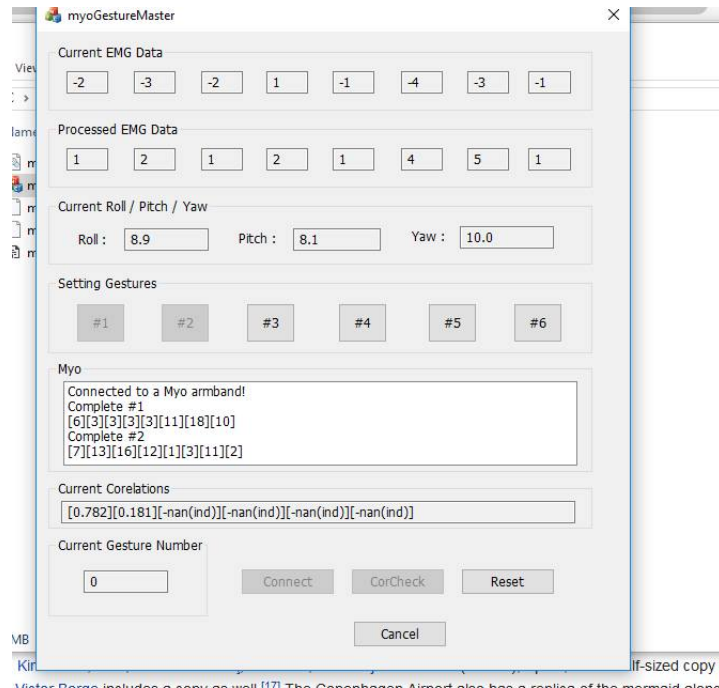 myoGestureMaster
Current EMG Data
-2 -3 -2 1 -1 -4 -3 -1
Processed EMG Data
1 2 1 2 1 4 5 1
Current Roll / Pitch / Yaw
Roll : 8.9 Pitch : 8.1 Yaw : 10.0
Setting Gestures
#1 #2 #3 #4 #5 #6
Myo
Connected to a Myo armband!
Complete #1
[6][3][3][3][3][11][18][10]
Complete #2
[7][13][16][12][1][3][11][2]
Current Corelations
[0.782][0.181][-nan(ind)][-nan(ind)][-nan(ind)][-nan(ind)]
Current Gesture Number
0 Connect CorCheck Reset
Cancel
MB
lf-sized copy
Victor Borge includes a copy as well.[17] The Copenhagen Airport also has a replica of the mermaid along